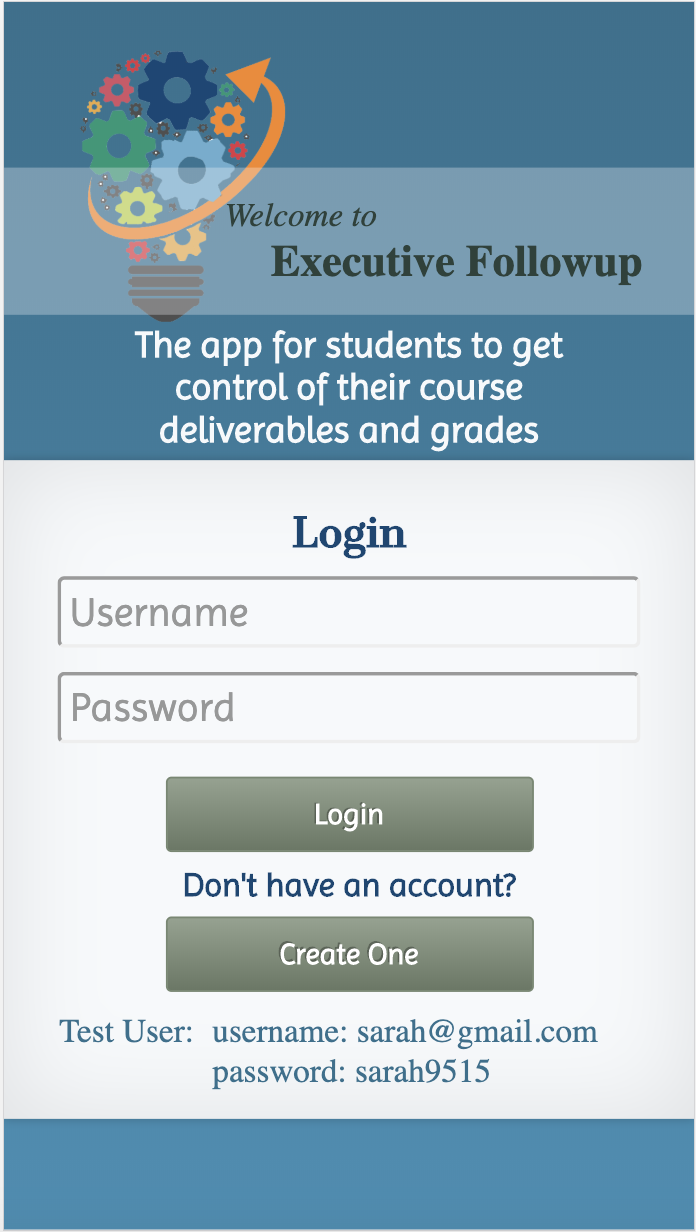 Welcome to
Executive Followup
The app for students to get
control of their course
deliverables and grades
Login
Username
Password
Login
Don't have an account?
Create One
Test User: username: sarah@gmail.com
password: sarah9515